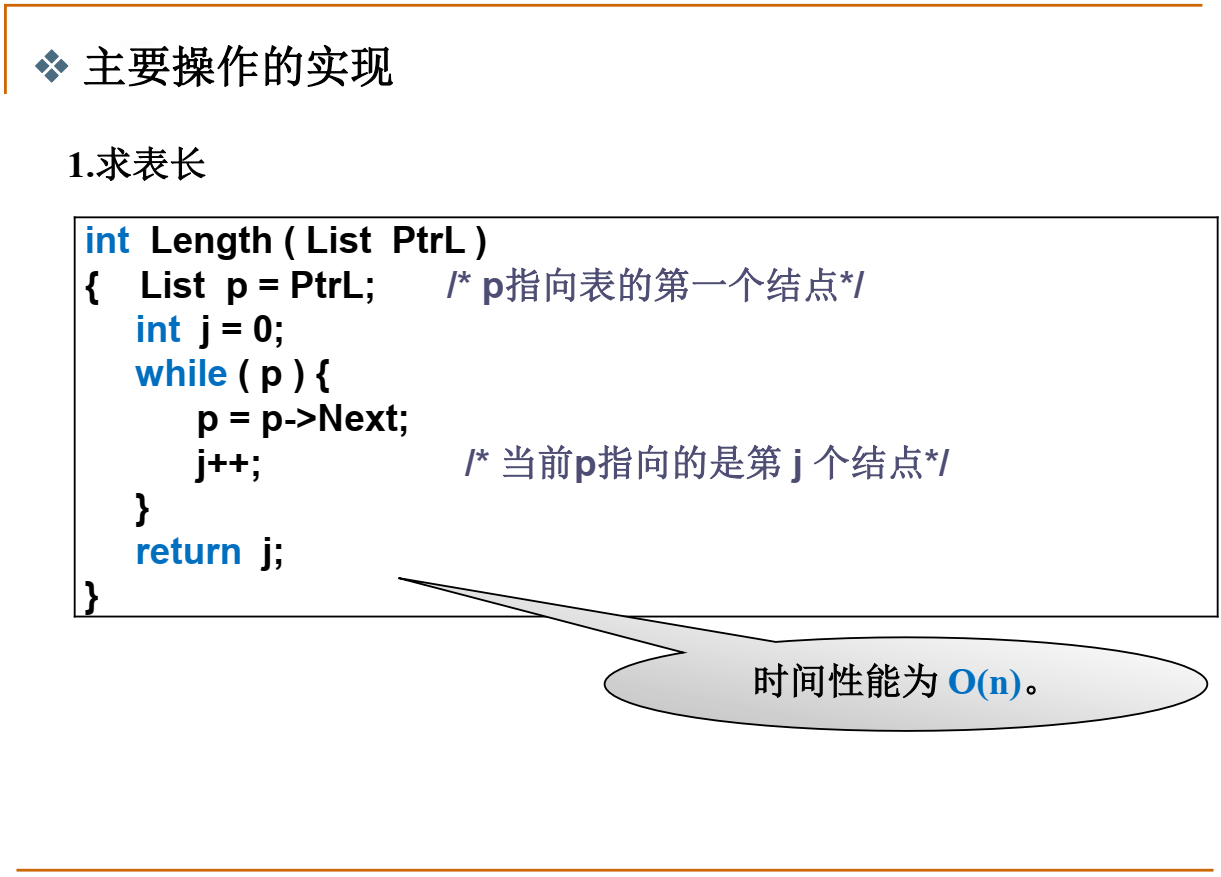 主要操作的实现
1.求表长
int Length ( List PtrL )
{ List p = PtrL; /* p指向表的第一个结点*/
int j = 0;
while ( p ) {
p = p->Next;
j++; /* 当前p指向的是第 j 个结点*/
}
return j;
}
时间性能为 O(n)。